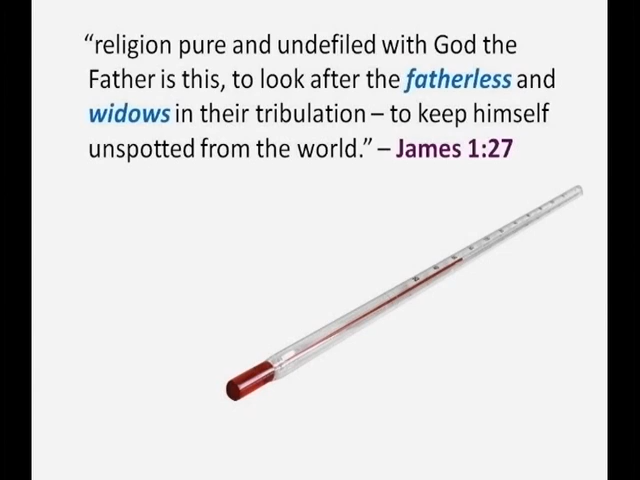 “religion pure and undefiled with God the
Father is this, to look after the fatherless and
widows in their tribulation – to keep himself
unspotted from the world.” – James 1:27